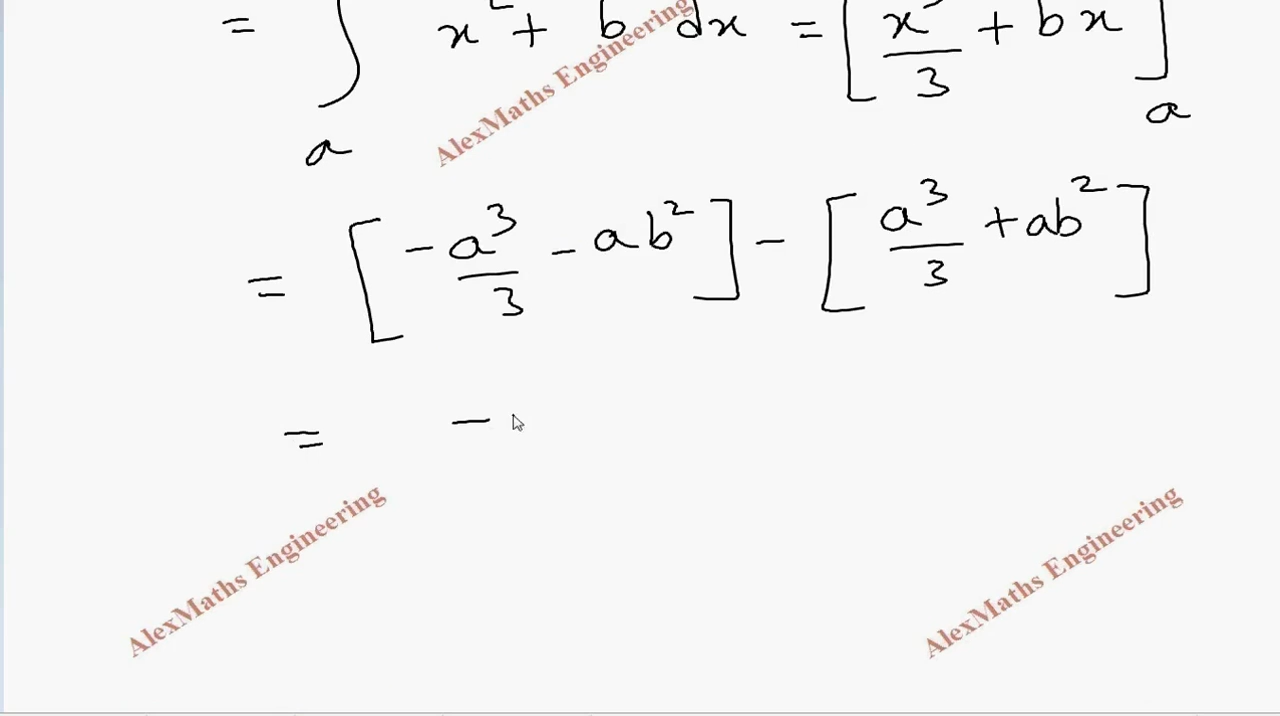 = ∫ x² + b dx = [x³/3 + bx]
a a
= [-a³/3 - ab²] - [a³/3 + ab²]
= -
AlexMaths Engineering
AlexMaths Engineering
AlexMaths Engineering